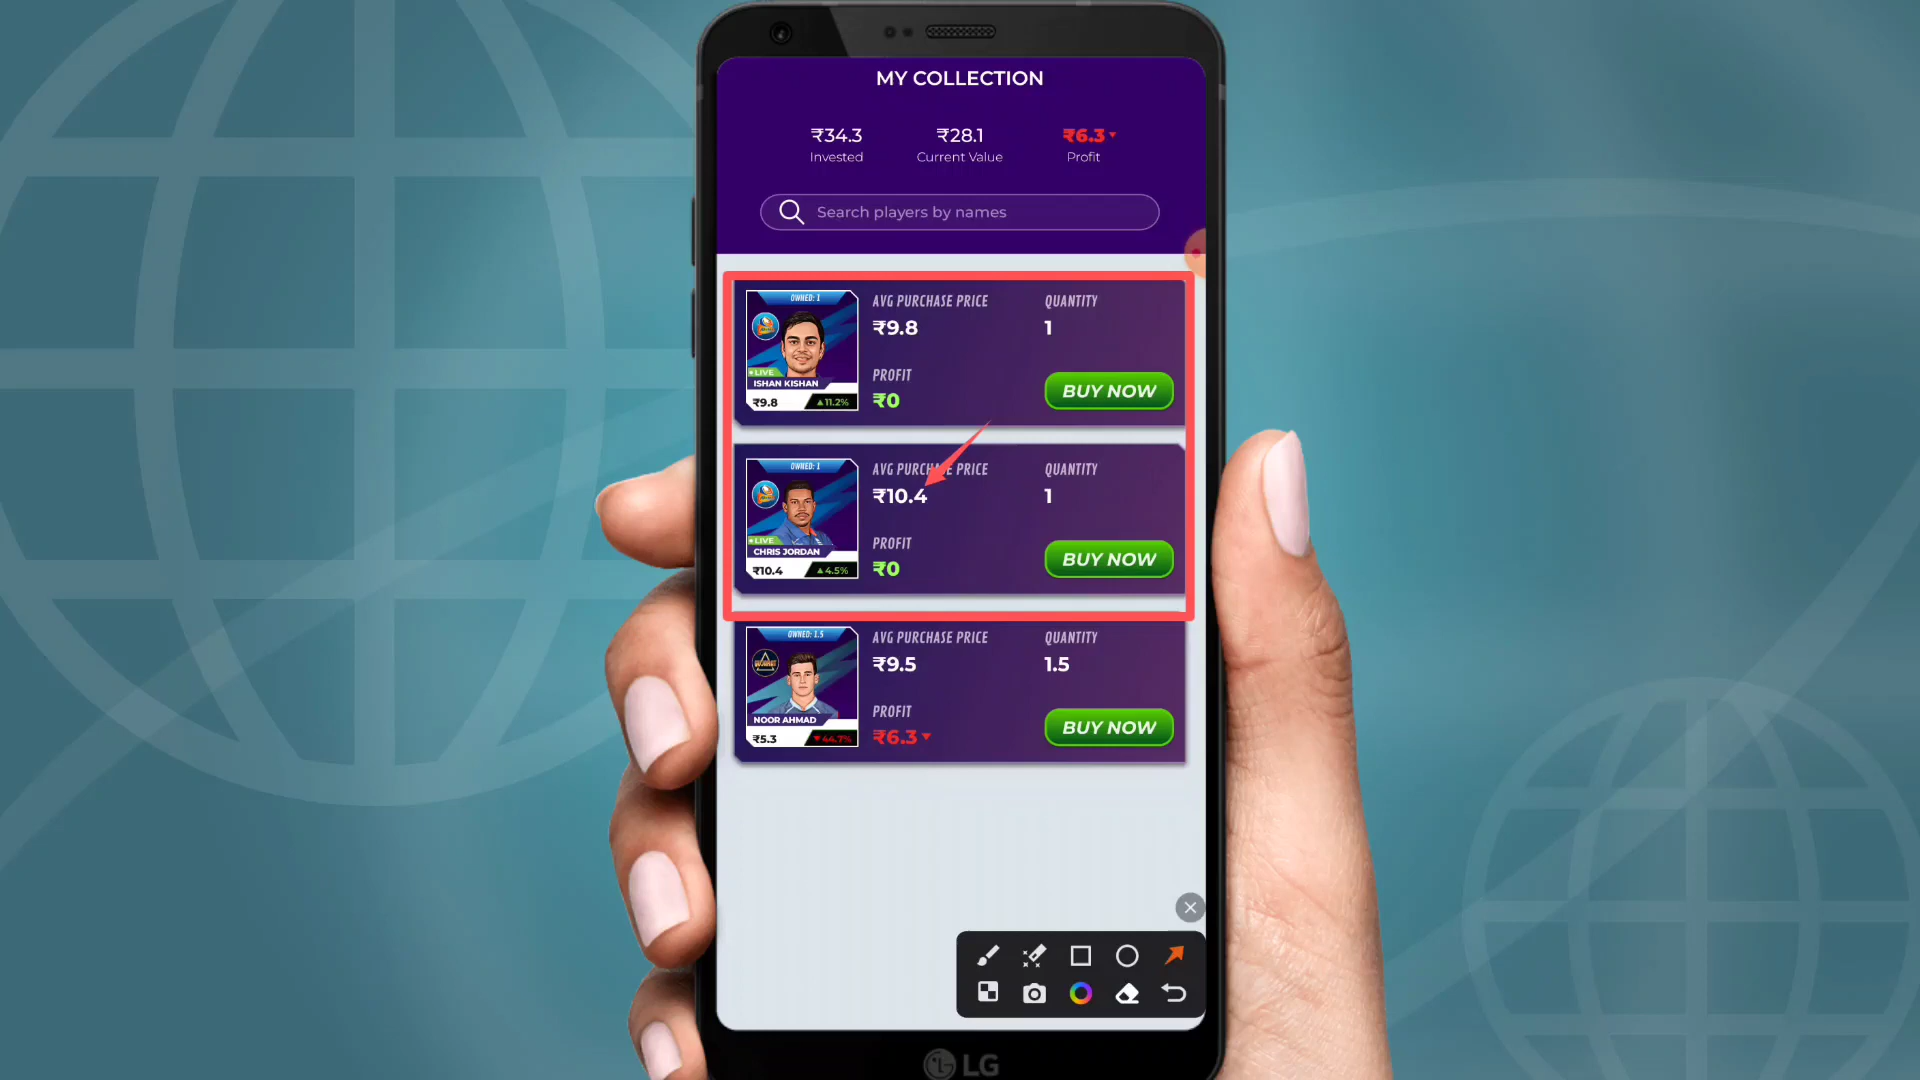 MY COLLECTION
₹34.3 ₹28.1 ₹6.3
Invested Current Value Profit
Search players by names
OWNED: 1
AVG PURCHASE PRICE QUANTITY
₹9.8 1
LIVE
ISHAN KISHAN
₹9.8 11.2%
PROFIT
₹0
BUY NOW
OWNED: 1
AVG PURCHASE PRICE QUANTITY
₹10.4 1
LIVE
CHRIS JORDAN
₹10.4 4.5%
PROFIT
₹0
BUY NOW
OWNED: 1.5
AVG PURCHASE PRICE QUANTITY
₹9.5 1.5
NOOR AHMAD
₹5.3 44.7%
PROFIT
₹6.3
BUY NOW
LG